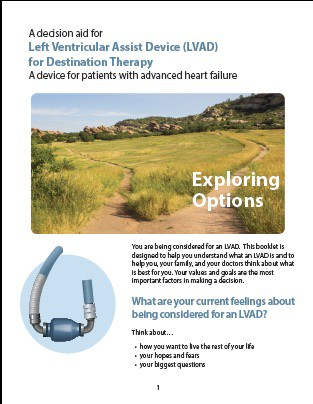 A decision aid for
Left Ventricular Assist Device (LVAD)
for Destination Therapy
A device for patients with advanced heart failure
Exploring
Options
You are being considered for an LVAD. This booklet is
designed to help you understand what an LVAD is and to
help you, your family, and your doctors think about what
is best for you. Your values and goals are the most
important factors in making a decision.
What are your current feelings about
being considered for an LVAD?
Think about…
• how you want to live the rest of your life
• your hopes and fears
• your biggest questions
1